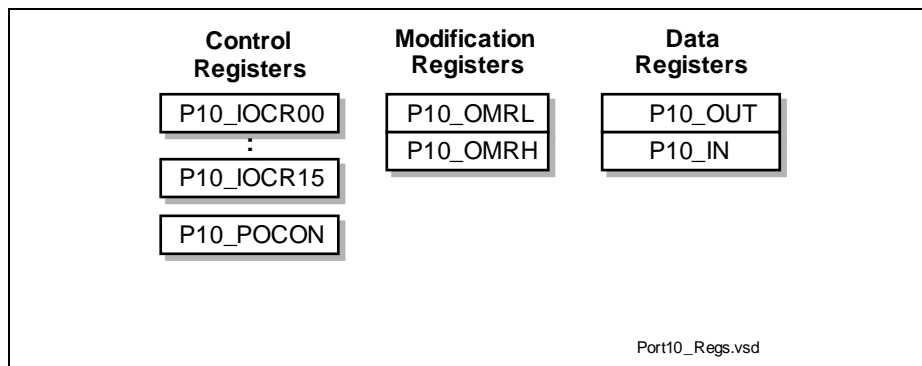 Control
Registers
P10_IOCR00
:
P10_IOCR15
P10_POCON
Modification
Registers
P10_OMRL
P10_OMRH
Data
Registers
P10_OUT
P10_IN
Port10_Regs.vsd